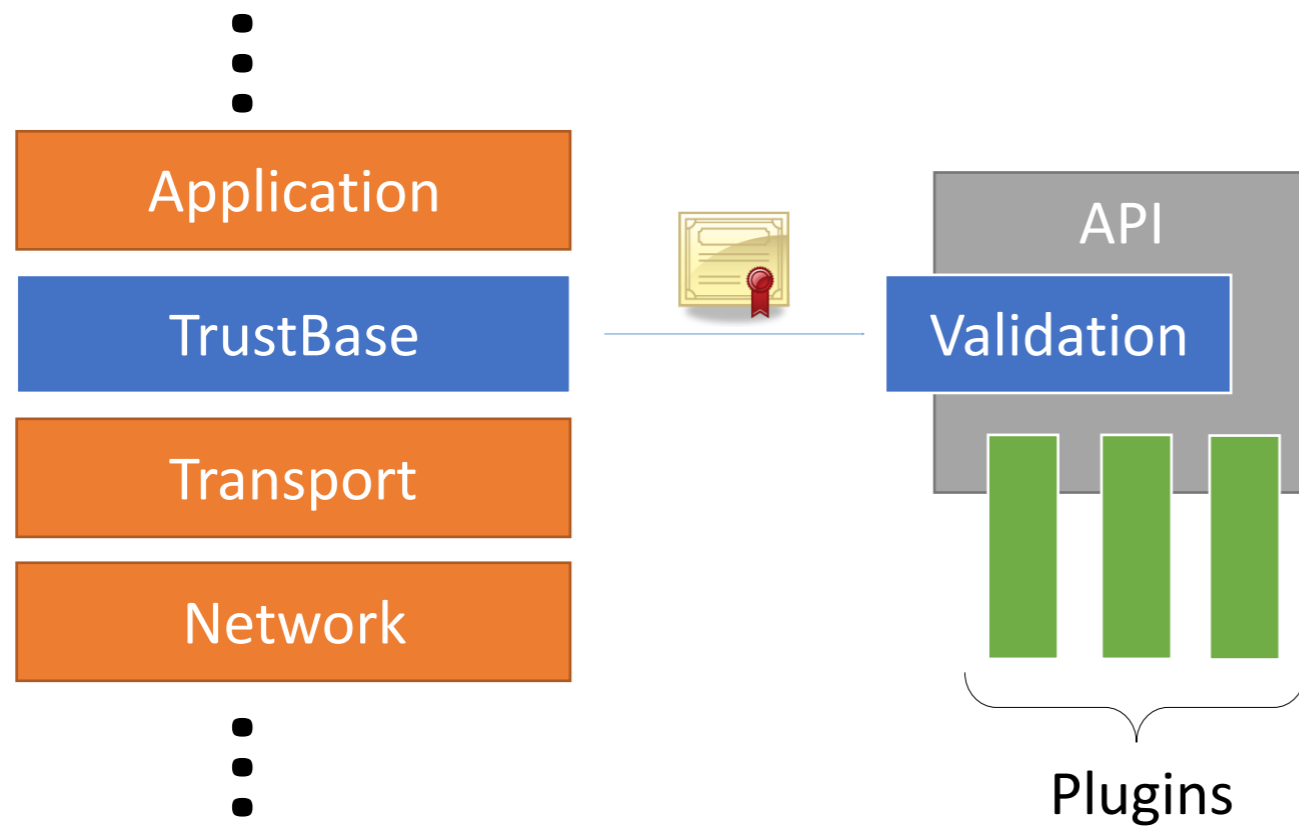 Application
TrustBase
Transport
Network
API
Validation
Plugins